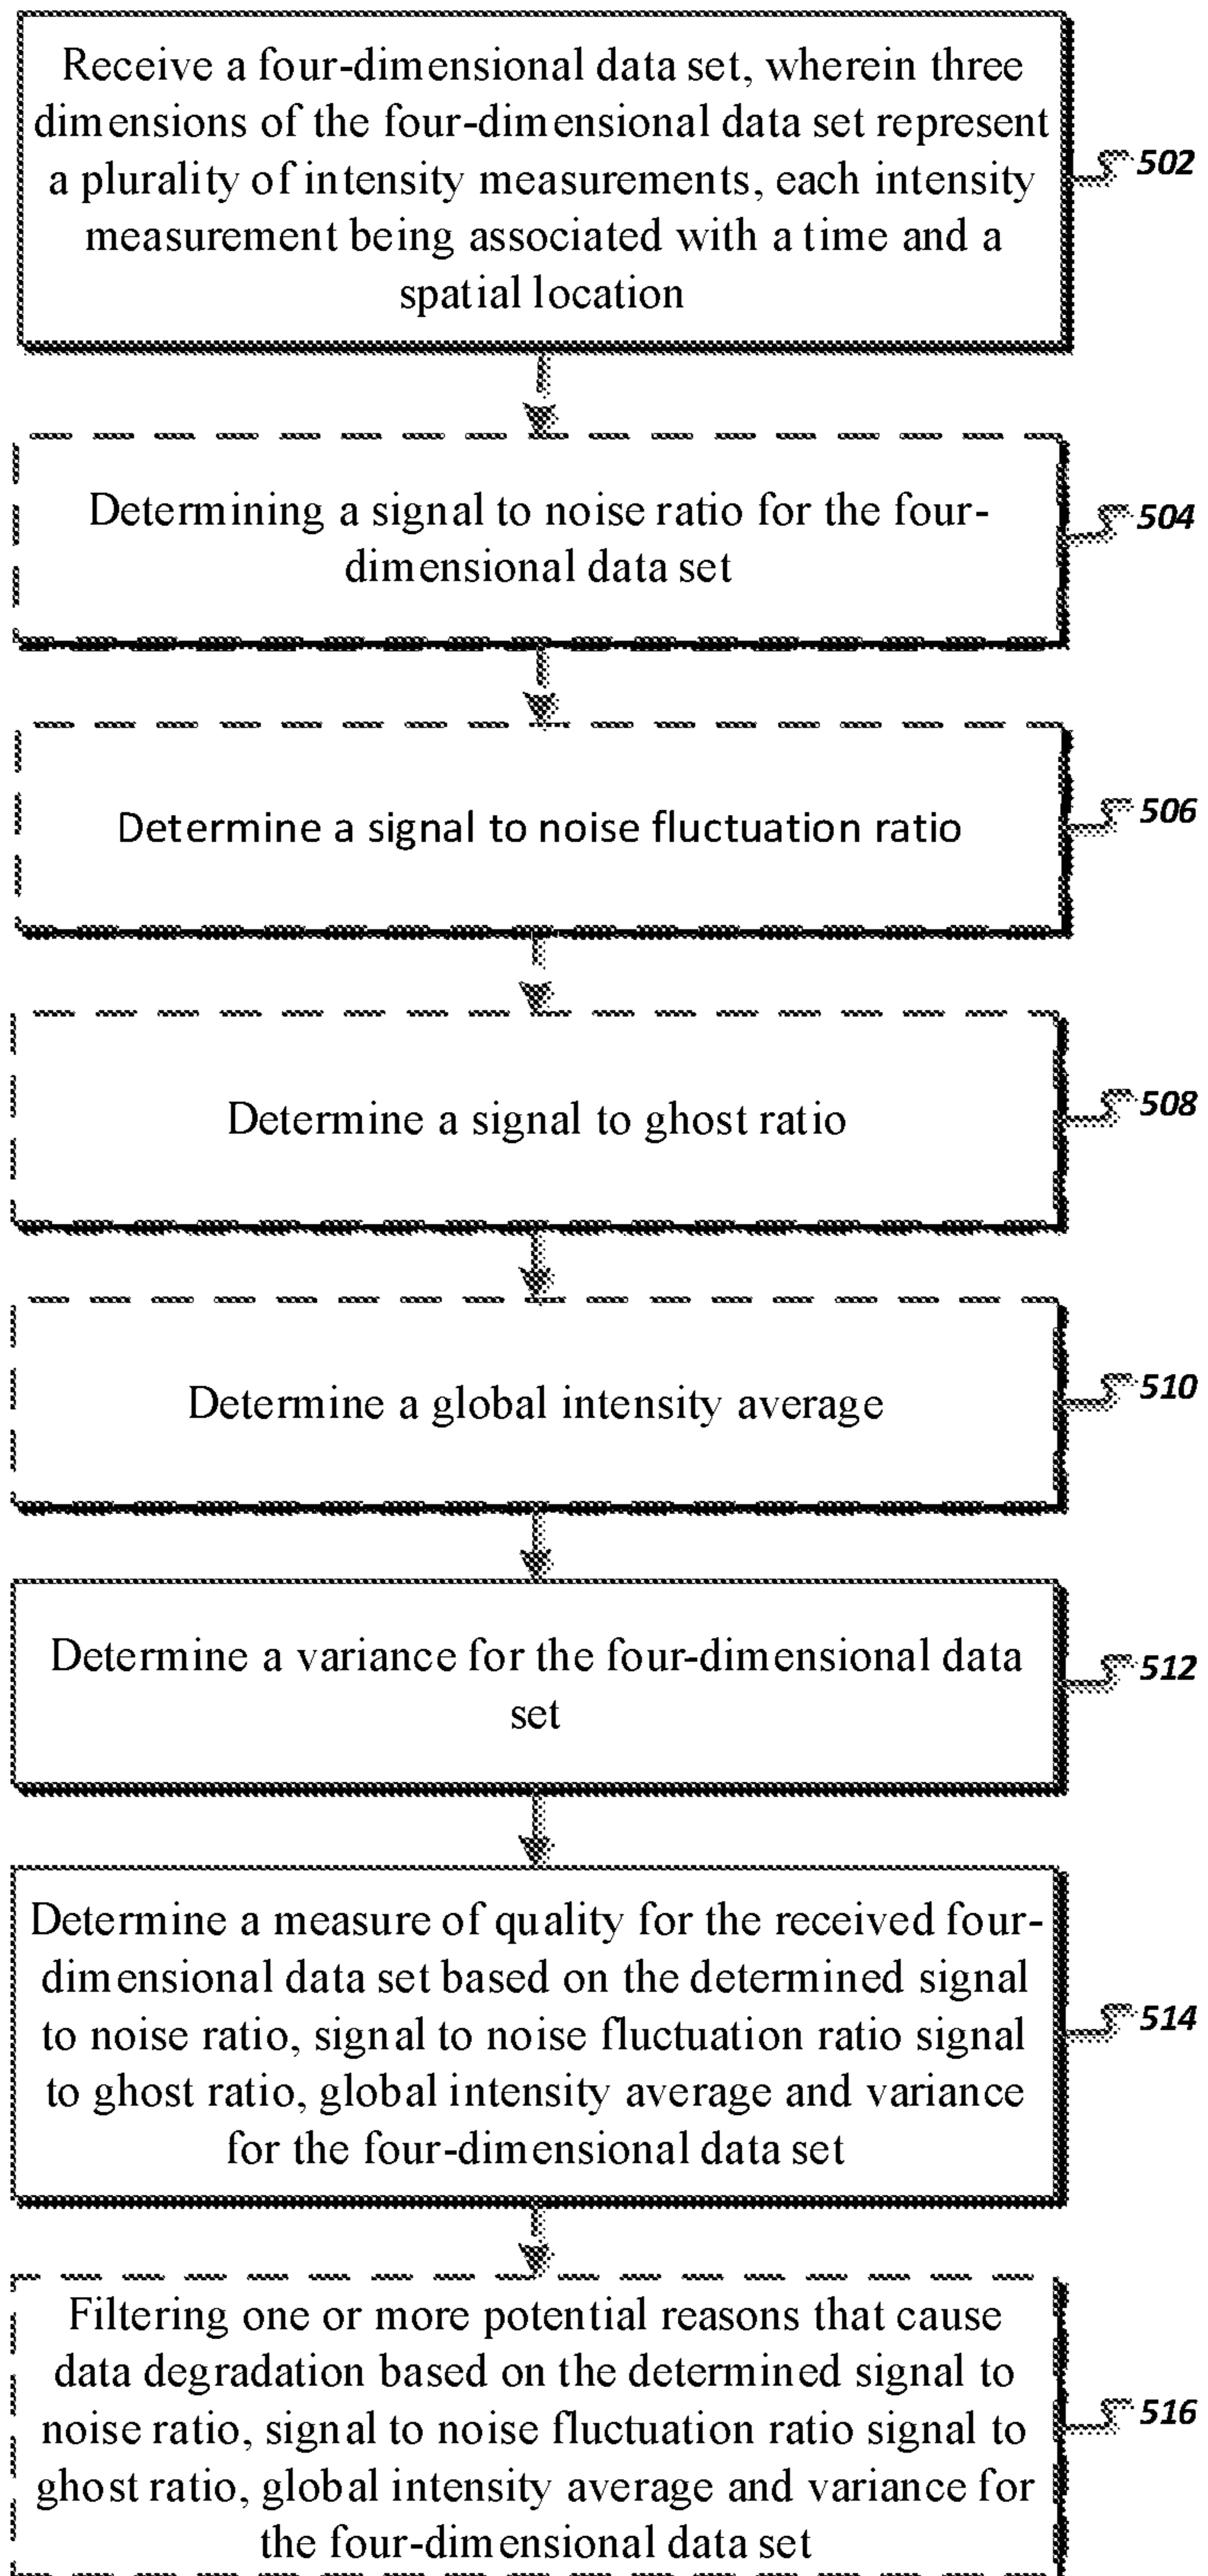 Receive a four-dimensional data set, wherein three
dimensions of the four-dimensional data set represent
a plurality of intensity measurements, each intensity
measurement being associated with a time and a
spatial location
502
Determining a signal to noise ratio for the four-
dimensional data set
504
Determine a signal to noise fluctuation ratio
506
Determine a signal to ghost ratio
508
Determine a global intensity average
510
Determine a variance for the four-dimensional data
set
512
Determine a measure of quality for the received four-
dimensional data set based on the determined signal
to noise ratio, signal to noise fluctuation ratio signal
to ghost ratio, global intensity average and variance
for the four-dimensional data set
514
Filtering one or more potential reasons that cause
data degradation based on the determined signal to
noise ratio, signal to noise fluctuation ratio signal to
ghost ratio, global intensity average and variance for
the four-dimensional data set
516